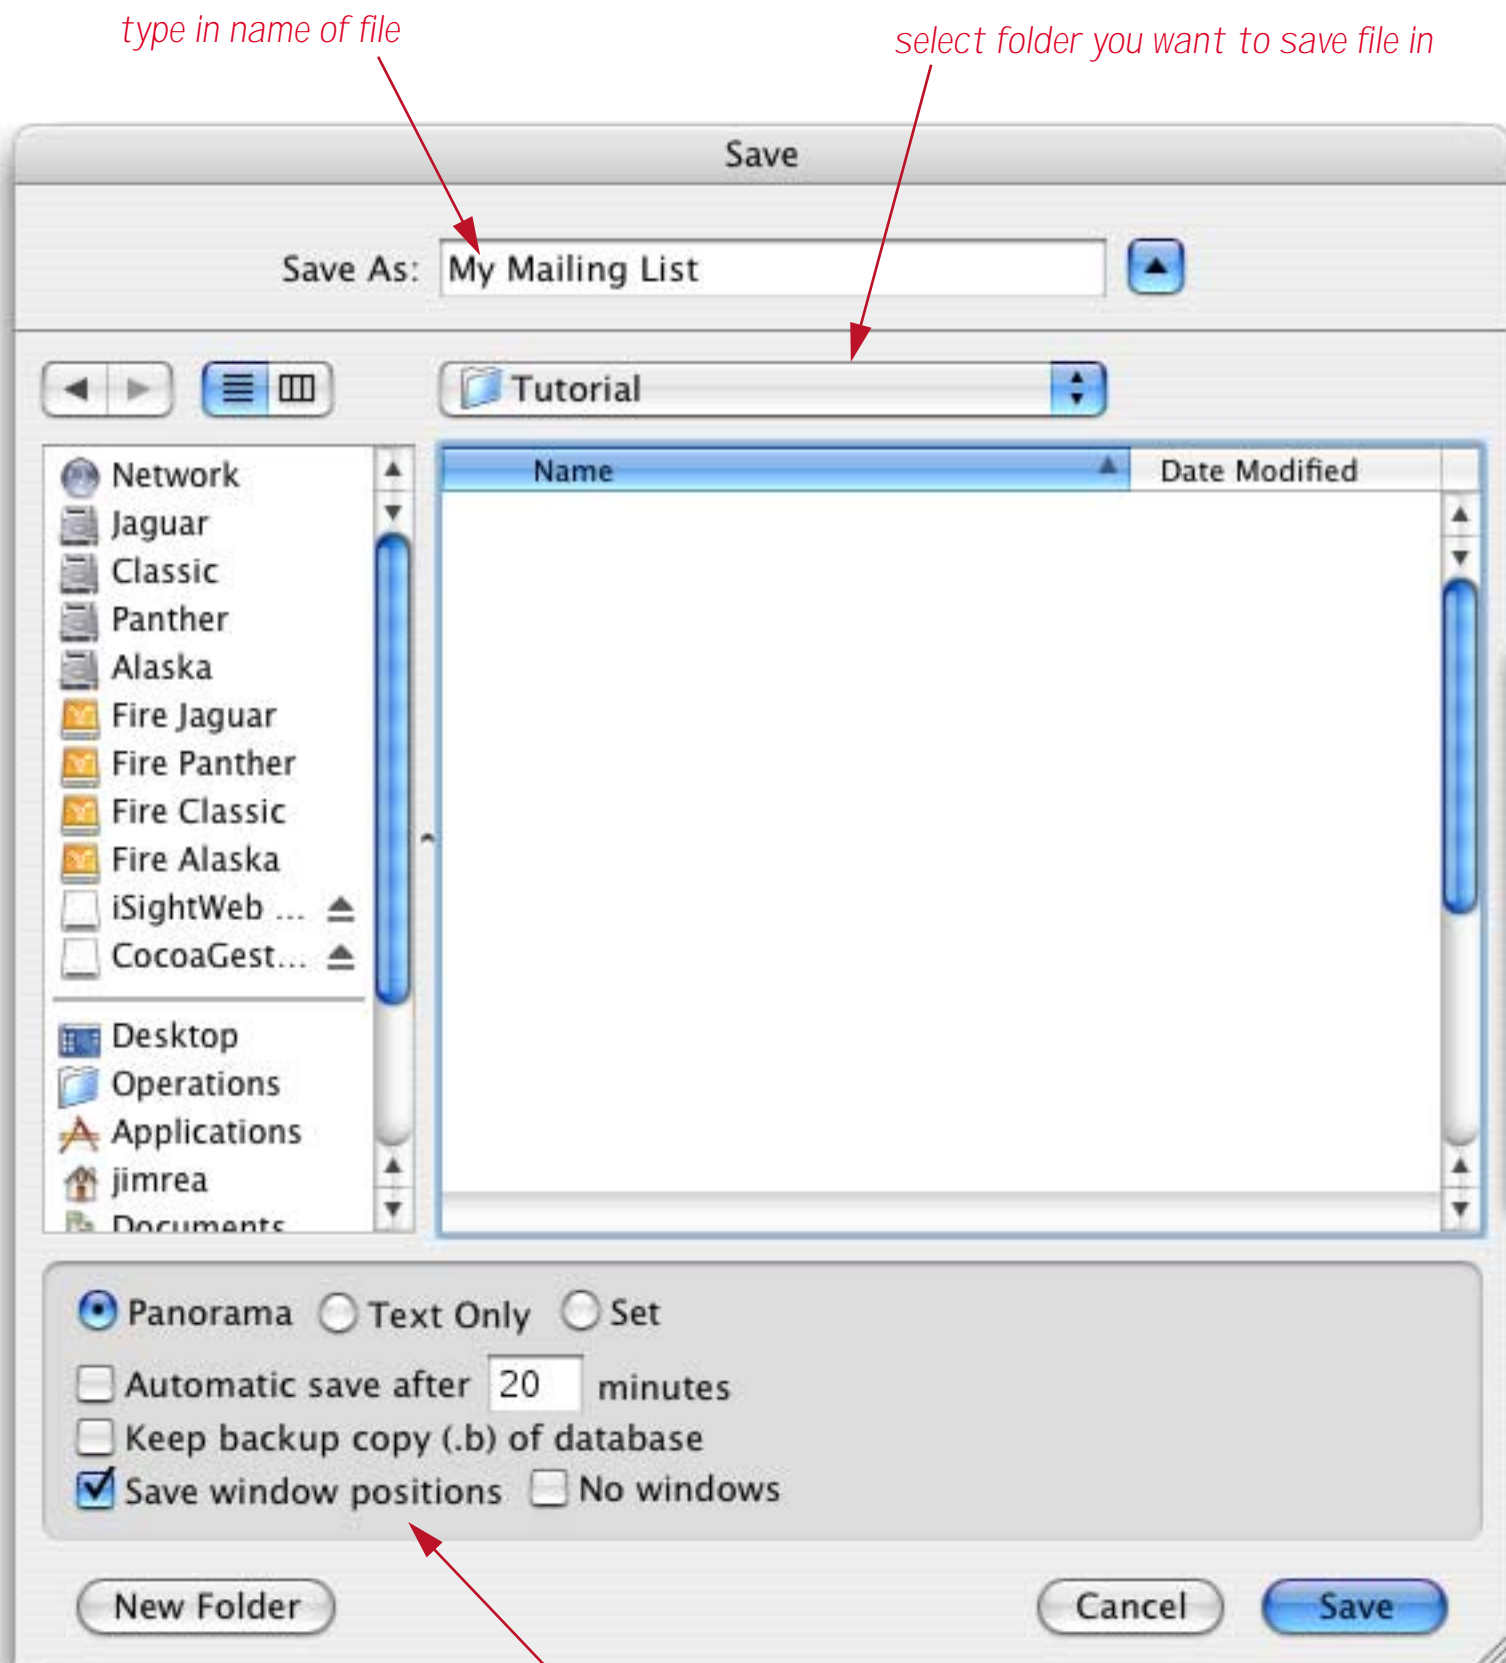 type in name of file
select folder you want to save file in
Save
Save As: My Mailing List
Tutorial
Name Date Modified
Network
Jaguar
Classic
Panther
Alaska
Fire Jaguar
Fire Panther
Fire Classic
Fire Alaska
iSightWeb ...
CocoaGest...
Desktop
Operations
Applications
jimrea
Documents
Panorama Text Only Set
Automatic save after 20 minutes
Keep backup copy (.b) of database
Save window positions No windows
New Folder Cancel Save